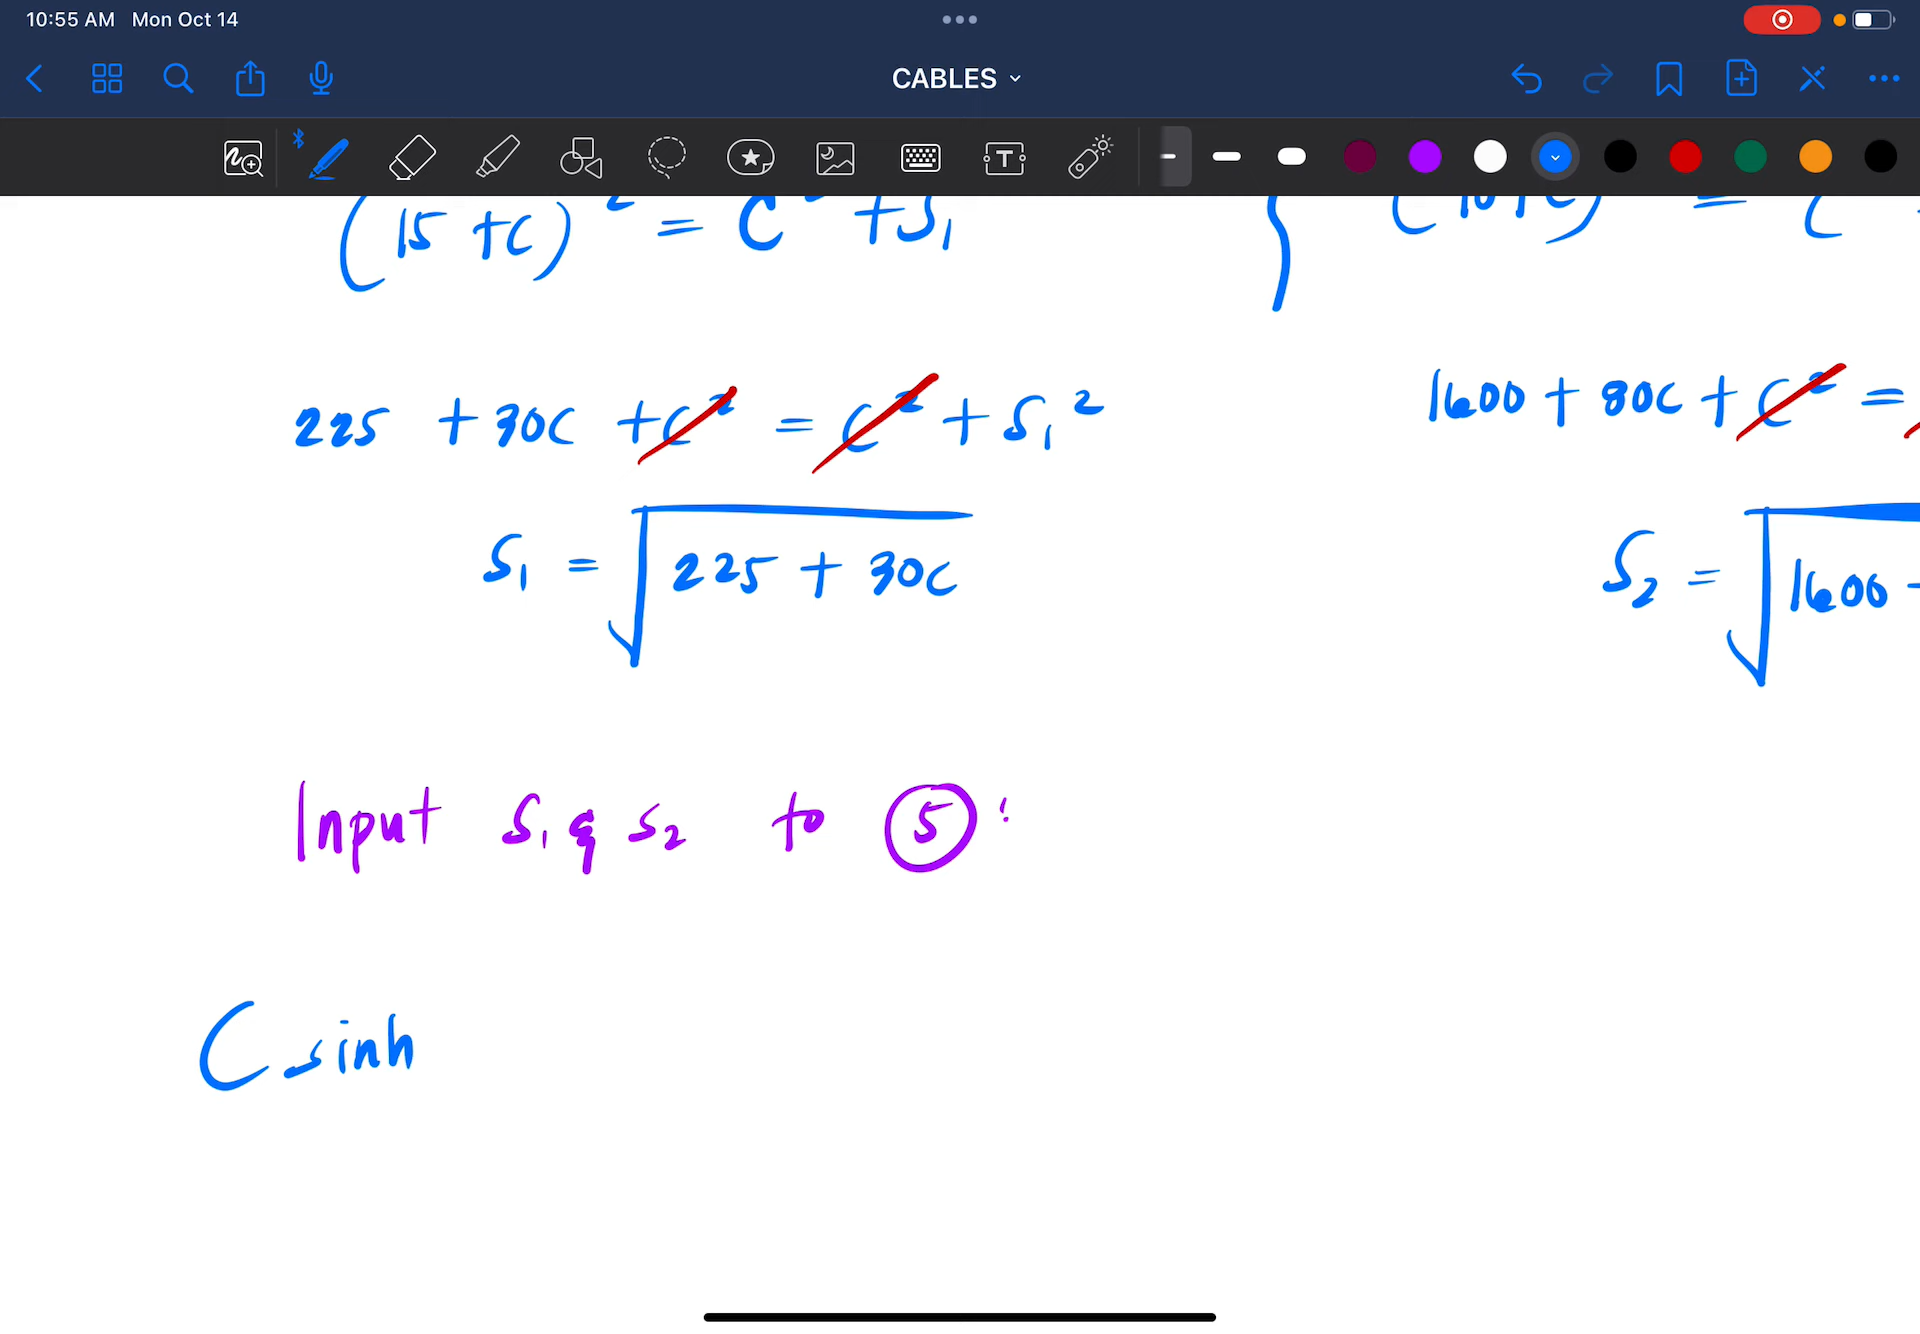 10:55 AM Mon Oct 14
CABLES
(15 + C)² = C² + S₁
225 + 30C + C² = C² + S₁²
1600 + 80C + C² =
S₁ = √225 + 30C
S₂ = √1600
Input S₁ & S₂ to ⑤:
C sinh